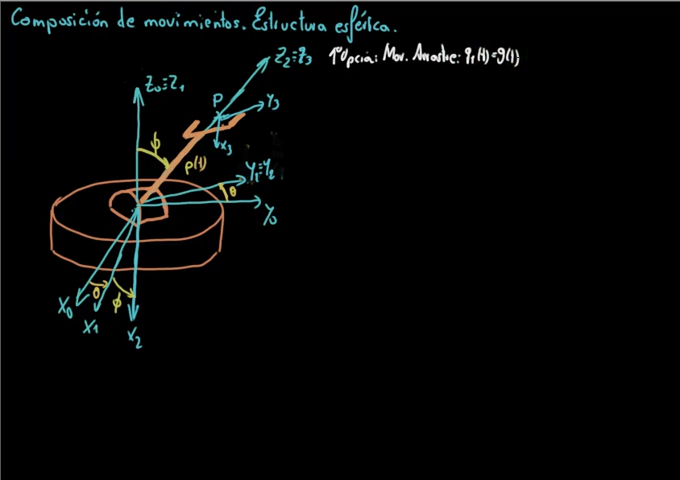 Composición de movimientos. Estructura esférica.
Z₂≡Z₃
1ª Opción: Mov. Arrastre:
Z₀≡Z₁
P
Y₃
ϕ
X₃
ρ(t)
Y₁≡Y₂
θ
Y₀
X₀
θ
ϕ
X₁
X₂